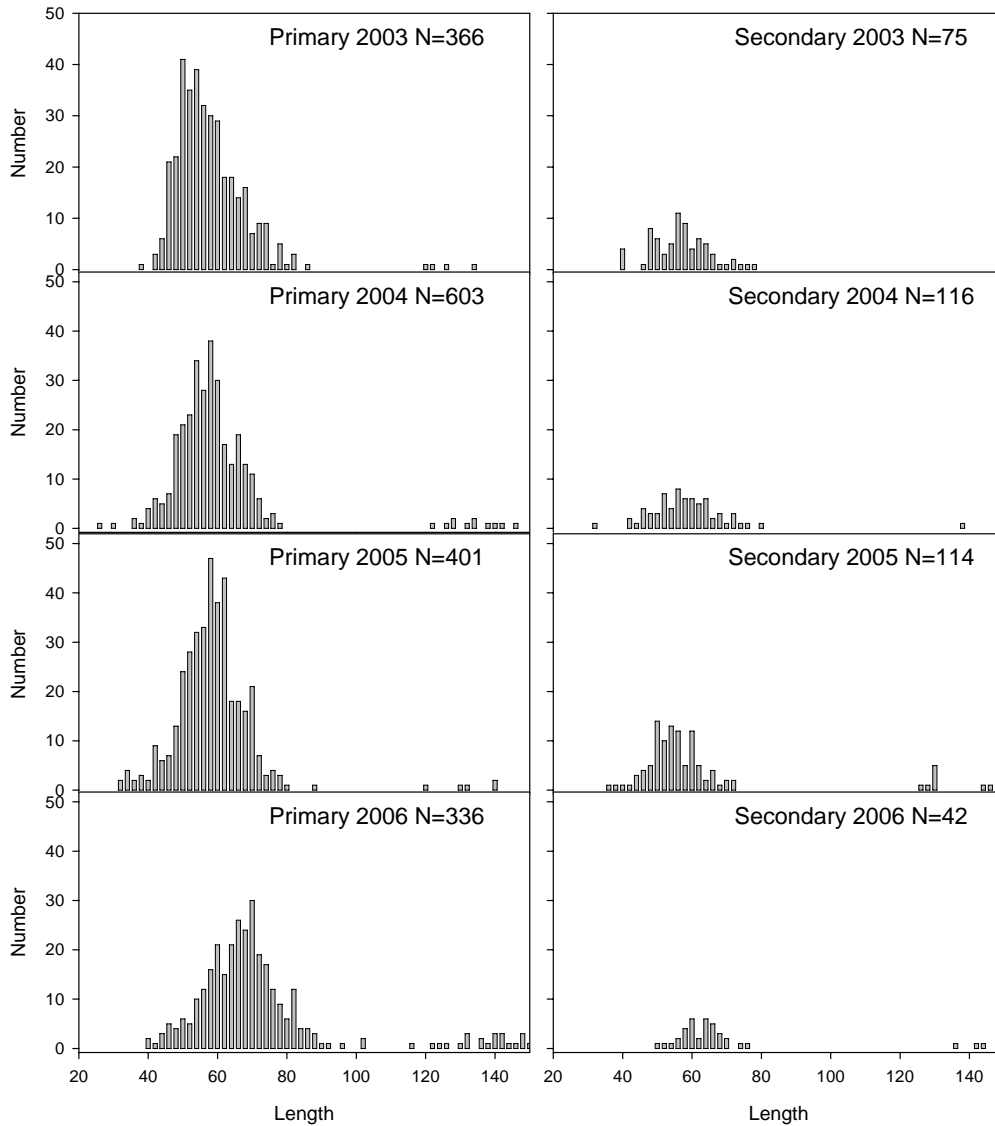 50
40
30
20
10
0
Number
Primary 2003 N=366
Secondary 2003 N=75
50
40
30
20
10
0
Number
Primary 2004 N=603
Secondary 2004 N=116
50
40
30
20
10
0
Number
Primary 2005 N=401
Secondary 2005 N=114
50
40
30
20
10
0
Number
Primary 2006 N=336
Secondary 2006 N=42
20 40 60 80 100 120 140
20 40 60 80 100 120 140
Length
Length